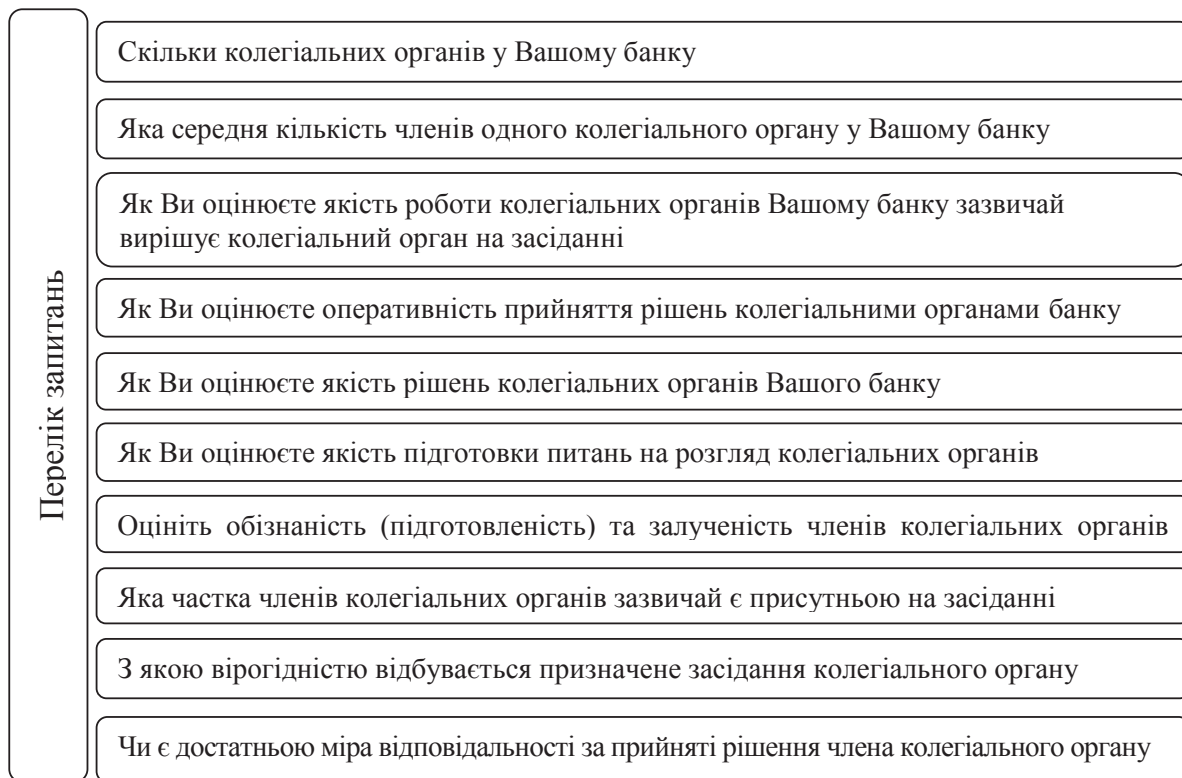 Перелік запитань
Скільки колегіальних органів у Вашому банку
Яка середня кількість членів одного колегіального органу у Вашому банку
Як Ви оцінюєте якість роботи колегіальних органів Вашому банку зазвичай
вирішує колегіальний орган на засіданні
Як Ви оцінюєте оперативність прийняття рішень колегіальними органами банку
Як Ви оцінюєте якість рішень колегіальних органів Вашого банку
Як Ви оцінюєте якість підготовки питань на розгляд колегіальних органів
Оцініть обізнаність (підготовленість) та залученість членів колегіальних органів
Яка частка членів колегіальних органів зазвичай є присутньою на засіданні
З якою вірогідністю відбувається призначене засідання колегіального органу
Чи є достатньою міра відповідальності за прийняті рішення члена колегіального органу